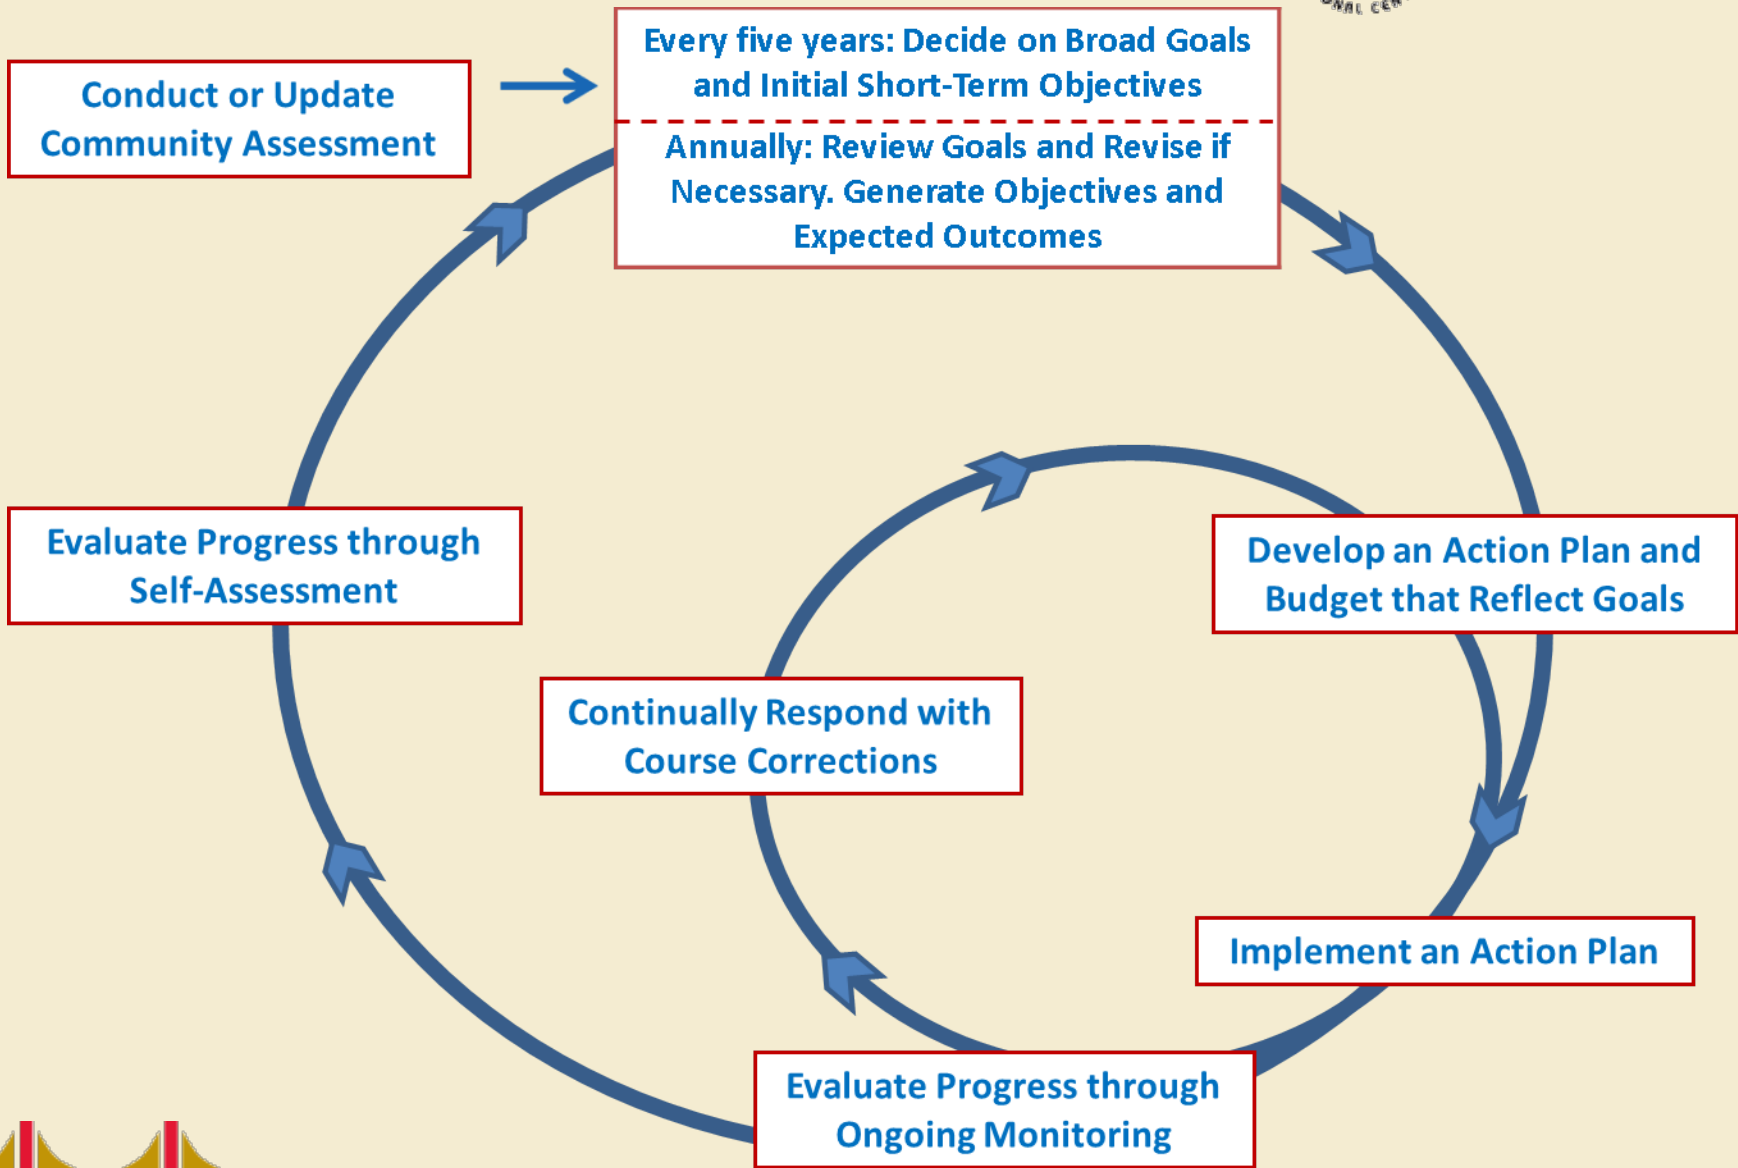 Conduct or Update
Community Assessment
Every five years: Decide on Broad Goals
and Initial Short-Term Objectives
Annually: Review Goals and Revise if
Necessary. Generate Objectives and
Expected Outcomes
Develop an Action Plan and
Budget that Reflect Goals
Implement an Action Plan
Evaluate Progress through
Ongoing Monitoring
Continually Respond with
Course Corrections
Evaluate Progress through
Self-Assessment